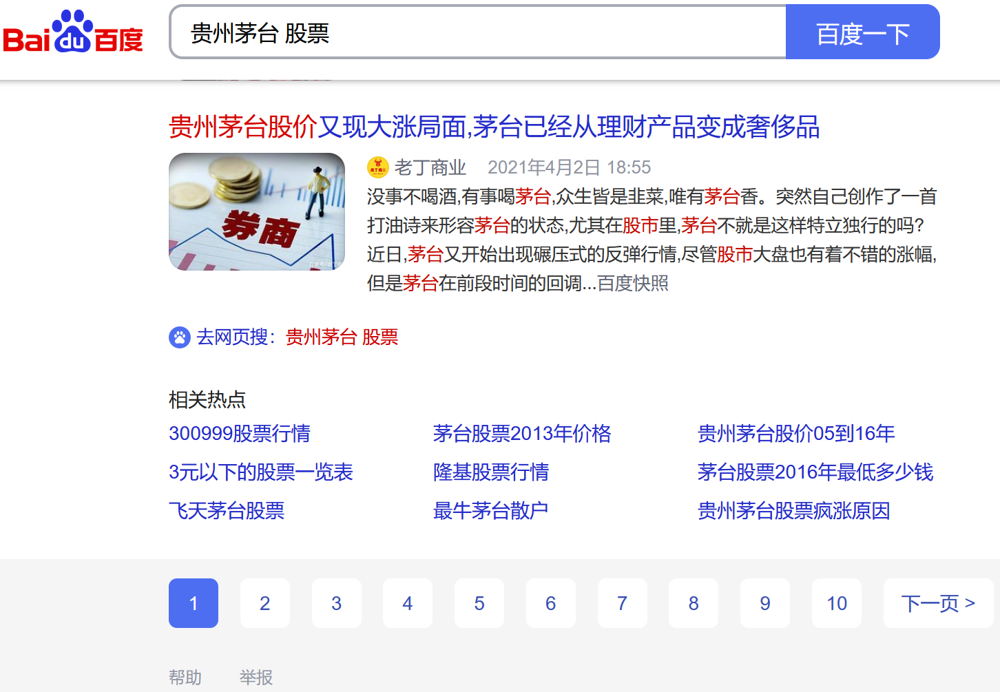 Bai du 百度
贵州茅台 股票
百度一下
贵州茅台股价又现大涨局面,茅台已经从理财产品变成奢侈品
券商
老丁商业 2021年4月2日 18:55
没事不喝酒,有事喝茅台,众生皆是韭菜,唯有茅台香。突然自己创作了一首
打油诗来形容茅台的状态,尤其在股市里,茅台不就是这样特立独行的吗?
近日,茅台又开始出现碾压式的反弹行情,尽管股市大盘也有着不错的涨幅,
但是茅台在前段时间的回调...百度快照
去网页搜：贵州茅台 股票
相关热点
300999股票行情 茅台股票2013年价格 贵州茅台股价05到16年
3元以下的股票一览表 隆基股票行情 茅台股票2016年最低多少钱
飞天茅台股票 最牛茅台散户 贵州茅台股票疯涨原因
1 2 3 4 5 6 7 8 9 10 下一页 >
帮助 举报